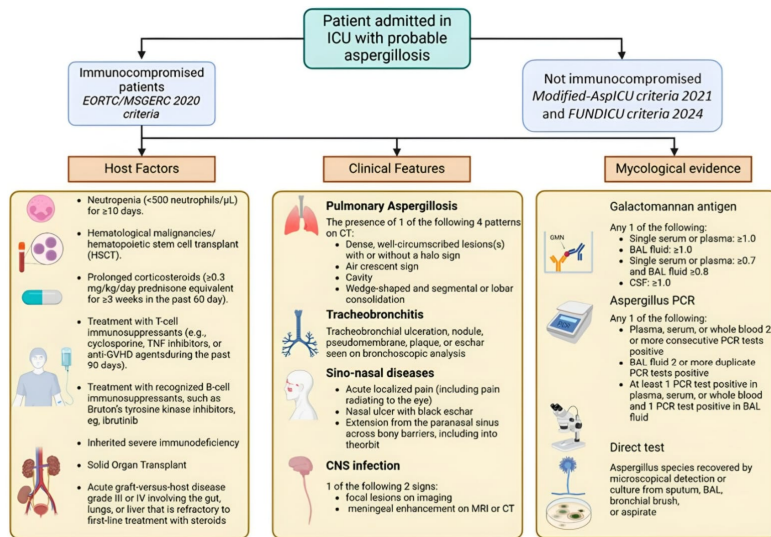 Patient admitted in
ICU with probable
aspergillosis
Immunocompromised
patients
EORTC/MSGERC 2020
criteria
Not immunocompromised
Modified-AspICU criteria 2021
and FUNDICU criteria 2024
Host Factors
Neutropenia (<500 neutrophils/μL)
for ≥10 days.
Hematological malignancies/
hematopoietic stem cell transplant
(HSCT).
Prolonged corticosteroids (≥0.3
mg/kg/day prednisone equivalent
for ≥3 weeks in the past 60 day).
Treatment with T-cell
immunosuppressants (e.g.,
cyclosporine, TNF inhibitors, or
anti-GVHD agentsduring the past
90 days).
Treatment with recognized B-cell
immunosuppressants, such as
Bruton's tyrosine kinase inhibitors,
eg, ibrutinib
Inherited severe immunodeficiency
Solid Organ Transplant
Acute graft-versus-host disease
grade III or IV involving the gut,
lungs, or liver that is refractory to
first-line treatment with steroids
Clinical Features
Pulmonary Aspergillosis
The presence of 1 of the following 4 patterns
on CT:
Dense, well-circumscribed lesions(s)
with or without a halo sign
Air crescent sign
Cavity
Wedge-shaped and segmental or lobar
consolidation
Tracheobronchitis
Tracheobronchial ulceration, nodule,
pseudomembrane, plaque, or eschar
seen on bronchoscopic analysis
Sino-nasal diseases
Acute localized pain (including pain
radiating to the eye)
Nasal ulcer with black eschar
Extension from the paranasal sinus
across bony barriers, including into
theorbit
CNS infection
1 of the following 2 signs:
focal lesions on imaging
meningeal enhancement on MRI or CT
Mycological evidence
Galactomannan antigen
GMN
Any 1 of the following:
Single serum or plasma: ≥1.0
BAL fluid: ≥1.0
Single serum or plasma: ≥0.7
and BAL fluid ≥0.8
CSF: ≥1.0
Aspergillus PCR
PCR
Any 1 of the following:
Plasma, serum, or whole blood 2
or more consecutive PCR tests
positive
BAL fluid 2 or more duplicate
PCR tests positive
At least 1 PCR test positive in
plasma, serum, or whole blood
and 1 PCR test positive in BAL
fluid
Direct test
Aspergillus species recovered by
microscopical detection or
culture from sputum, BAL,
bronchial brush,
or aspirate